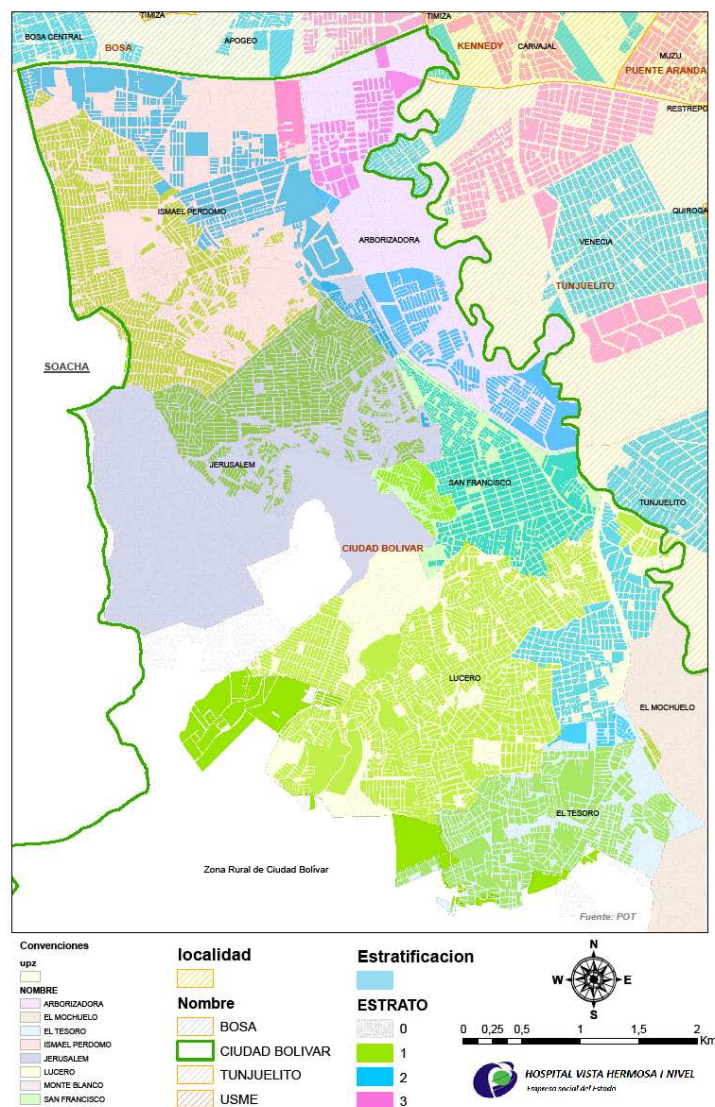 TIMIZA
TIMIZA
BOSA CENTRAL
BOSA
APOGEO
KENNEDY
CARVAJAL
MUZU
PUENTE ARANDA
RESTREPO
ISMAEL PERDOMO
QUIROGA
ARBORIZADORA
VENECIA
TUNJUELITO
SOACHA
JERUSALEM
SAN FRANCISCO
TUNJUELITO
CIUDAD BOLIVAR
LUCERO
EL MOCHUELO
EL TESORO
Zona Rural de Ciudad Bolívar
Fuente: POT
Convenciones
upz
NOMBRE
ARBORIZADORA
EL MOCHUELO
EL TESORO
ISMAEL PERDOMO
JERUSALEM
LUCERO
MONTE BLANCO
SAN FRANCISCO
localidad
Nombre
BOSA
CIUDAD BOLIVAR
TUNJUELITO
USME
Estratificacion
ESTRATO
0
1
2
3
N
W E
S
0 0,25 0,5 1 1,5 2
Km
HOSPITAL VISTA HERMOSA I NIVEL
Empresa social del Estado